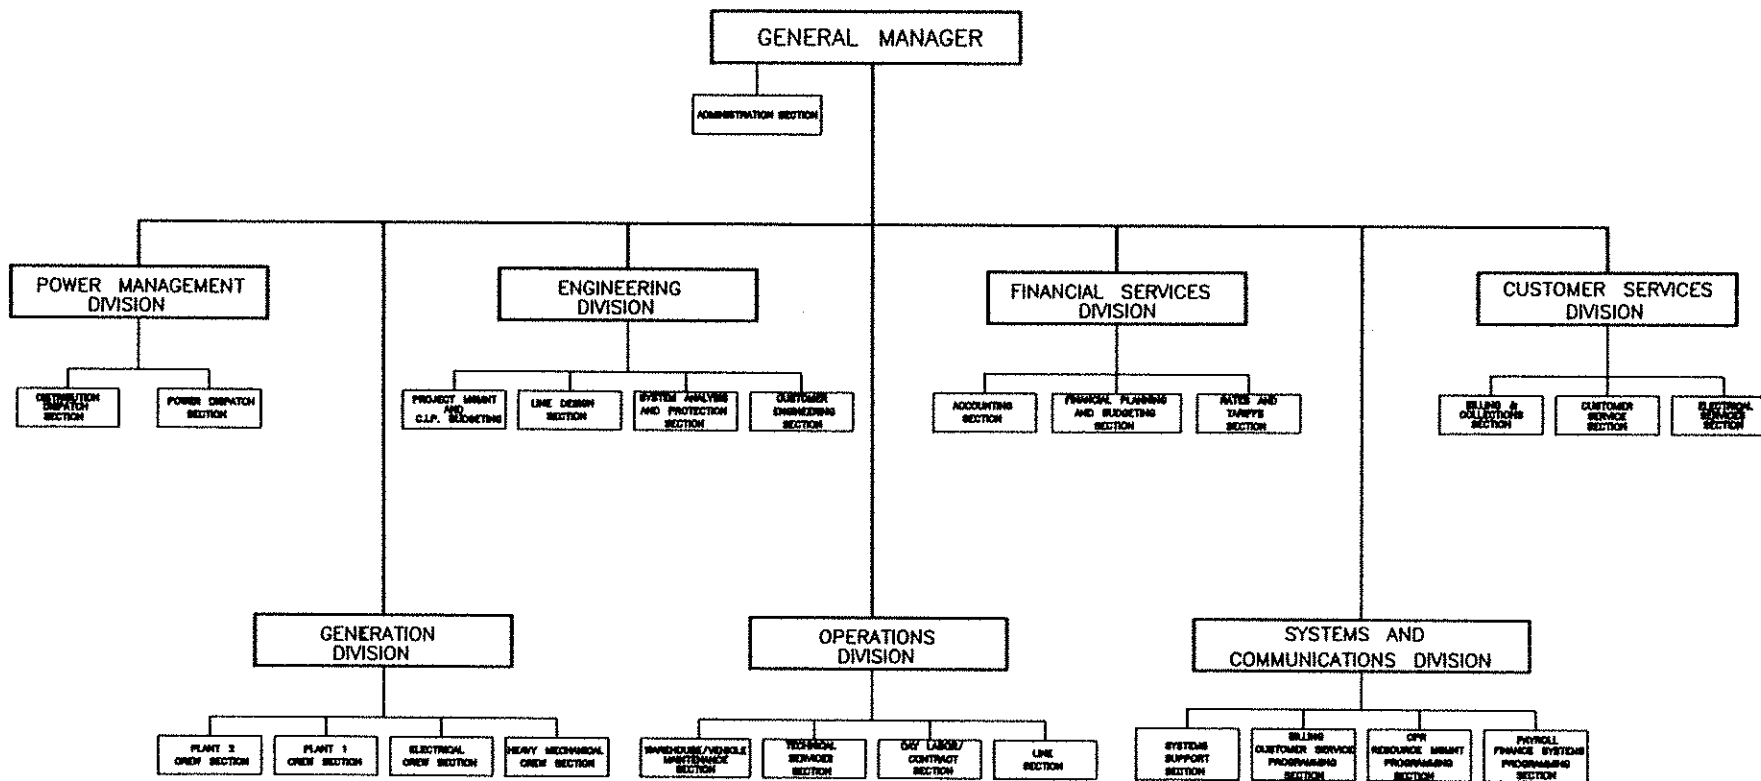 GENERAL MANAGER
ADMINISTRATION SECTION
POWER MANAGEMENT
DIVISION
DISTRIBUTION
DISPATCH
SECTION
POWER DISPATCH
SECTION
ENGINEERING
DIVISION
PROJECT MGMNT
AND
C.I.P. BUDGETING
LINE DESIGN
SECTION
SYSTEM ANALYSIS
AND PROTECTION
SECTION
CUSTOMER
ENGINEERING
SECTION
FINANCIAL SERVICES
DIVISION
ACCOUNTING
SECTION
FINANCIAL PLANNING
AND BUDGETING
SECTION
RATES AND
TARIFFS
SECTION
CUSTOMER SERVICES
DIVISION
BILLING &
COLLECTIONS
SECTION
CUSTOMER
SERVICE
SECTION
ELECTRICAL
SERVICES
SECTION
GENERATION
DIVISION
PLANT 2
CREW SECTION
PLANT 1
CREW SECTION
ELECTRICAL
CREW SECTION
HEAVY MECHANICAL
CREW SECTION
OPERATIONS
DIVISION
WAREHOUSE/VEHICLE
MAINTENANCE
SECTION
TECHNICAL
SERVICES
SECTION
DAY LABOR/
CONTRACT
SECTION
LINE
SECTION
SYSTEMS AND
COMMUNICATIONS DIVISION
SYSTEMS
SUPPORT
SECTION
BILLING
CUSTOMER SERVICE
PROGRAMMING
SECTION
CPR
RESOURCE MGMNT
PROGRAMMING
SECTION
PAYROLL
FINANCE SYSTEMS
PROGRAMMING
SECTION